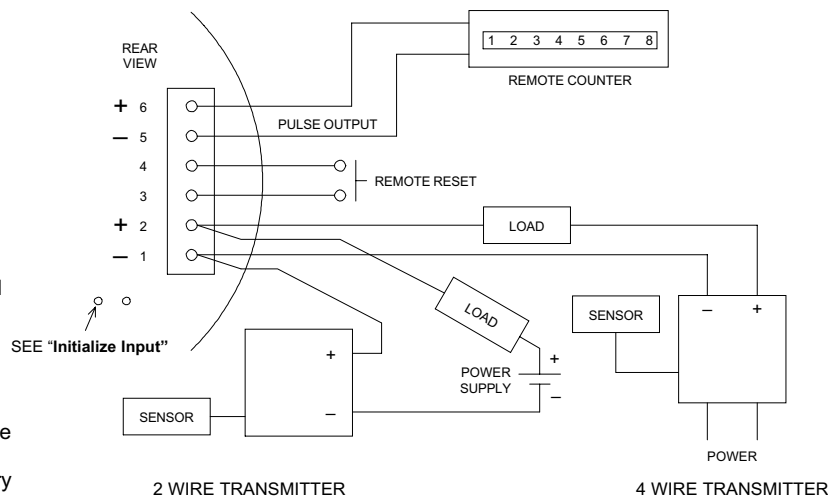 REAR
VIEW
1 2 3 4 5 6 7 8
REMOTE COUNTER
+ 6
– 5
PULSE OUTPUT
4
3
REMOTE RESET
+ 2
– 1
LOAD
LOAD
SENSOR
– +
SEE “Initialize Input”
+
–
POWER
SUPPLY
+
–
SENSOR
POWER
e
ry
2 WIRE TRANSMITTER
4 WIRE TRANSMITTER